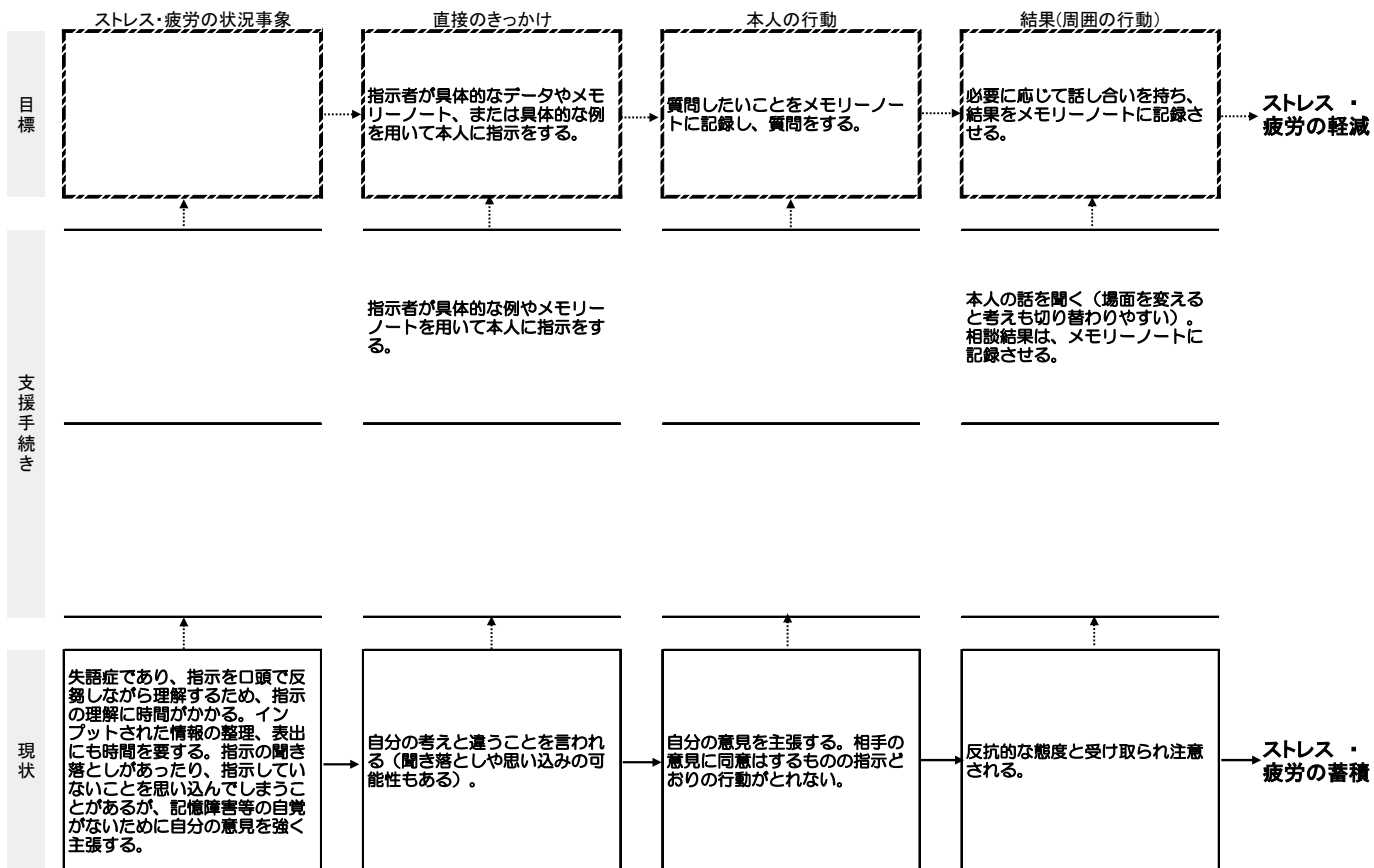 ストレス・疲労の状況事象
直接のきっかけ
本人の行動
結果(周囲の行動)
目標
指示者が具体的なデータやメモ
リーノート、または具体的な例
を用いて本人に指示をする。
質問したいことをメモリーノー
トに記録し、質問をする。
必要に応じて話し合いを持ち、
結果をメモリーノートに記録さ
せる。
ストレス ・
疲労の軽減
支援手続き
指示者が具体的な例やメモリー
ノートを用いて本人に指示をす
る。
本人の話を聞く（場面を変える
と考えも切り替わりやすい）。
相談結果は、メモリーノートに
記録させる。
現状
失語症であり、指示を口頭で反
芻しながら理解するため、指示
の理解に時間がかかる。イン
プットされた情報の整理、表出
にも時間を要する。指示の聞き
落としがあったり、指示してい
ないことを思い込んでしまうこ
とがあるが、記憶障害等の自覚
がないために自分の意見を強く
主張する。
自分の考えと違うことを言われ
る（聞き落としや思い込みの可
能性もある）。
自分の意見を主張する。相手の
意見に同意はするものの指示と
おりの行動がとれない。
反抗的な態度と受け取られ注意
される。
ストレス ・
疲労の蓄積